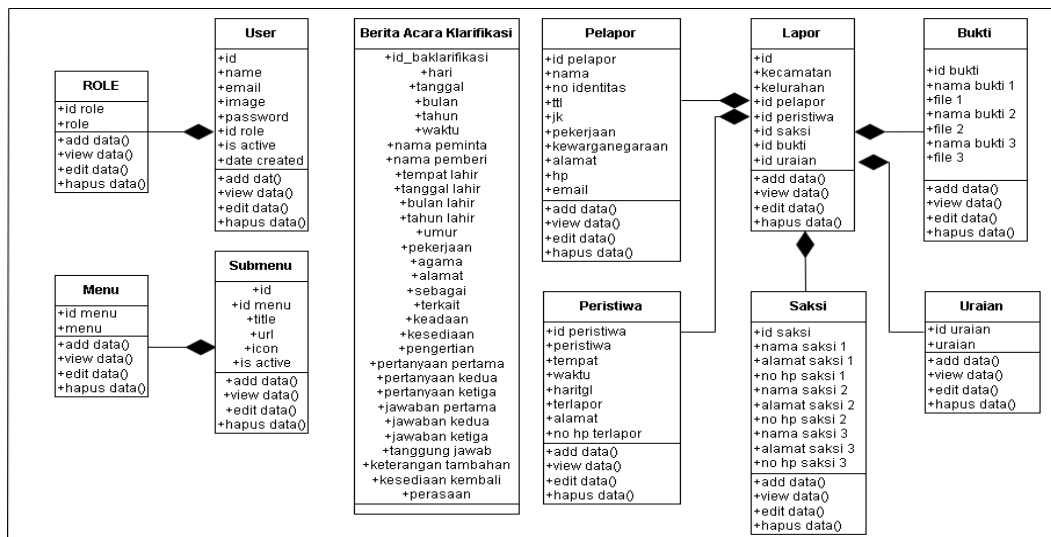 ROLE
+id role
+role
+add data()
+view data()
+edit data()
+hapus data()
User
+id
+name
+email
+image
+password
+id role
+is active
+date created
+add dat()
+view data()
+edit data()
+hapus data()
Menu
+id menu
+menu
+add data()
+view data()
+edit data()
+hapus data()
Submenu
+id
+id menu
+title
+url
+icon
+is active
+add data()
+view data()
+edit data()
+hapus data()
Berita Acara Klarifikasi
+id_baklarifikasi
+hari
+tanggal
+bulan
+tahun
+waktu
+nama peminta
+nama pemberi
+tempat lahir
+tanggal lahir
+bulan lahir
+tahun lahir
+umur
+pekerjaan
+agama
+alamat
+sebagai
+terkait
+keadaan
+kesediaan
+pengertian
+pertanyaan pertama
+pertanyaan kedua
+pertanyaan ketiga
+jawaban pertama
+jawaban kedua
+jawaban ketiga
+tanggung jawab
+keterangan tambahan
+kesediaan kembali
+perasaan
Pelapor
+id pelapor
+nama
+no identitas
+ttl
+jk
+pekerjaan
+kewarganegaraan
+alamat
+hp
+email
+add data()
+view data()
+edit data()
+hapus data()
Peristiwa
+id peristiwa
+peristiwa
+tempat
+waktu
+haritgl
+terlapor
+alamat
+no hp terlapor
+add data()
+view data()
+edit data()
+hapus data()
Lapor
+id
+kecamatan
+kelurahan
+id pelapor
+id peristiwa
+id saksi
+id bukti
+id uraian
+add data()
+view data()
+edit data()
+hapus data()
Saksi
+id saksi
+nama saksi 1
+alamat saksi 1
+no hp saksi 1
+nama saksi 2
+alamat saksi 2
+no hp saksi 2
+nama saksi 3
+alamat saksi 3
+no hp saksi 3
+add data()
+view data()
+edit data()
+hapus data()
Bukti
+id bukti
+nama bukti 1
+file 1
+nama bukti 2
+file 2
+nama bukti 3
+file 3
+add data()
+view data()
+edit data()
+hapus data()
Uraian
+id uraian
+uraian
+add data()
+view data()
+edit data()
+hapus data()